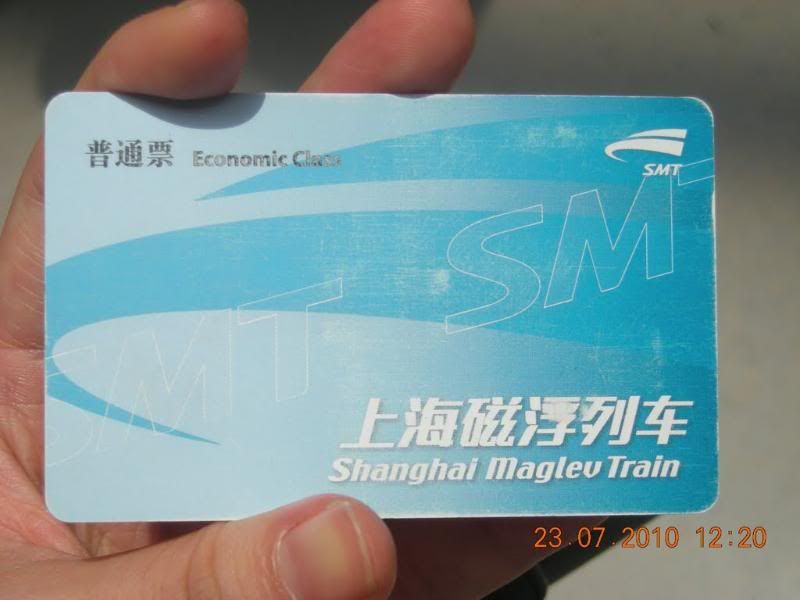 普通票 Economic Class
SMT
SMT
SMT
上海磁浮列车
Shanghai Maglev Train
23.07.2010 12:20